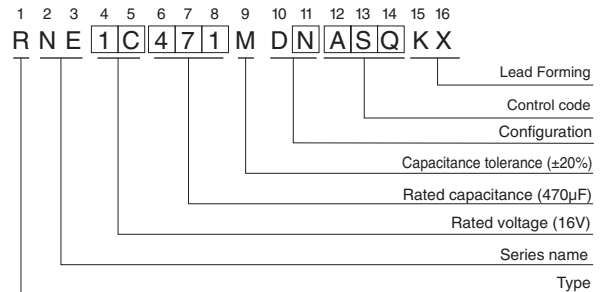 1 2 3 4 5 6 7 8 9 10 11 12 13 14 15 16
R N E 1 C 4 7 1 M D N A S Q K X
Lead Forming
Control code
Configuration
Capacitance tolerance (±20%)
Rated capacitance (470µF)
Rated voltage (16V)
Series name
Type